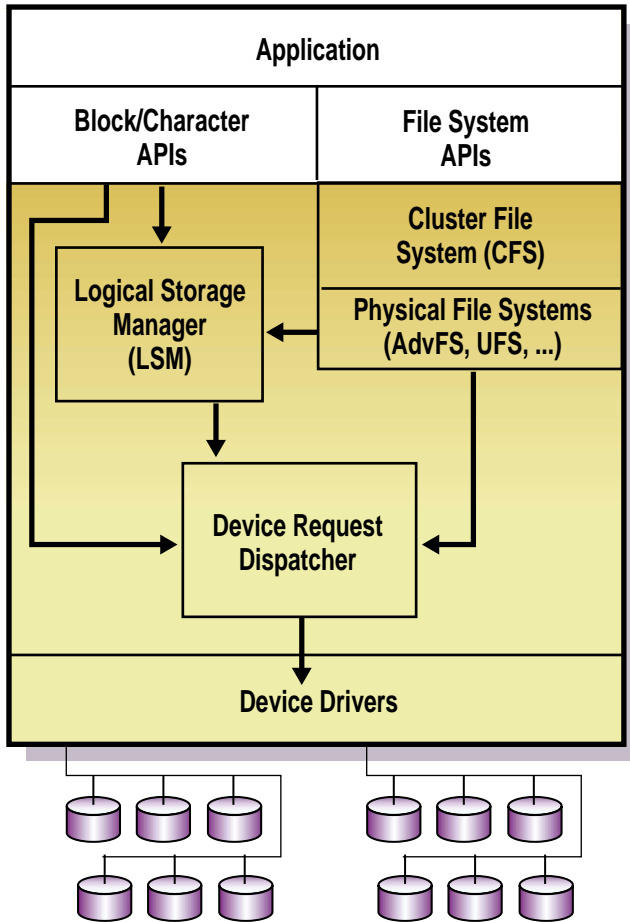 Application
Block/Character
APIs
File System
APIs
Cluster File
System (CFS)
Logical Storage
Manager
(LSM)
Physical File Systems
(AdvFS, UFS, ...)
Device Request
Dispatcher
Device Drivers